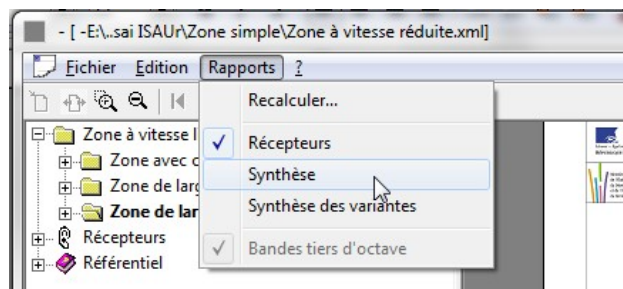 - [ -E:\..sai ISAUr\Zone simple\Zone à vitesse réduite.xml]
Fichier Edition Rapports ?
Recalculer...
Récepteurs
Synthèse
Synthèse des variantes
Bandes tiers d'octave
Zone à vitesse l
Zone avec c
Zone de larg
Zone de lar
Récepteurs
Référentiel